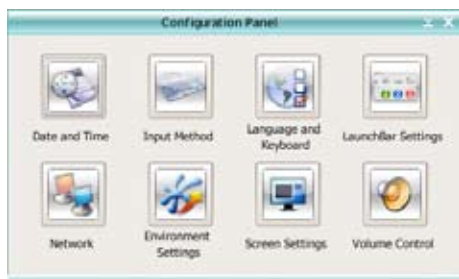 Configuration Panel
Date and Time
Input Method
Language and
Keyboard
LaunchBar Settings
Network
Environment
Settings
Screen Settings
Volume Control